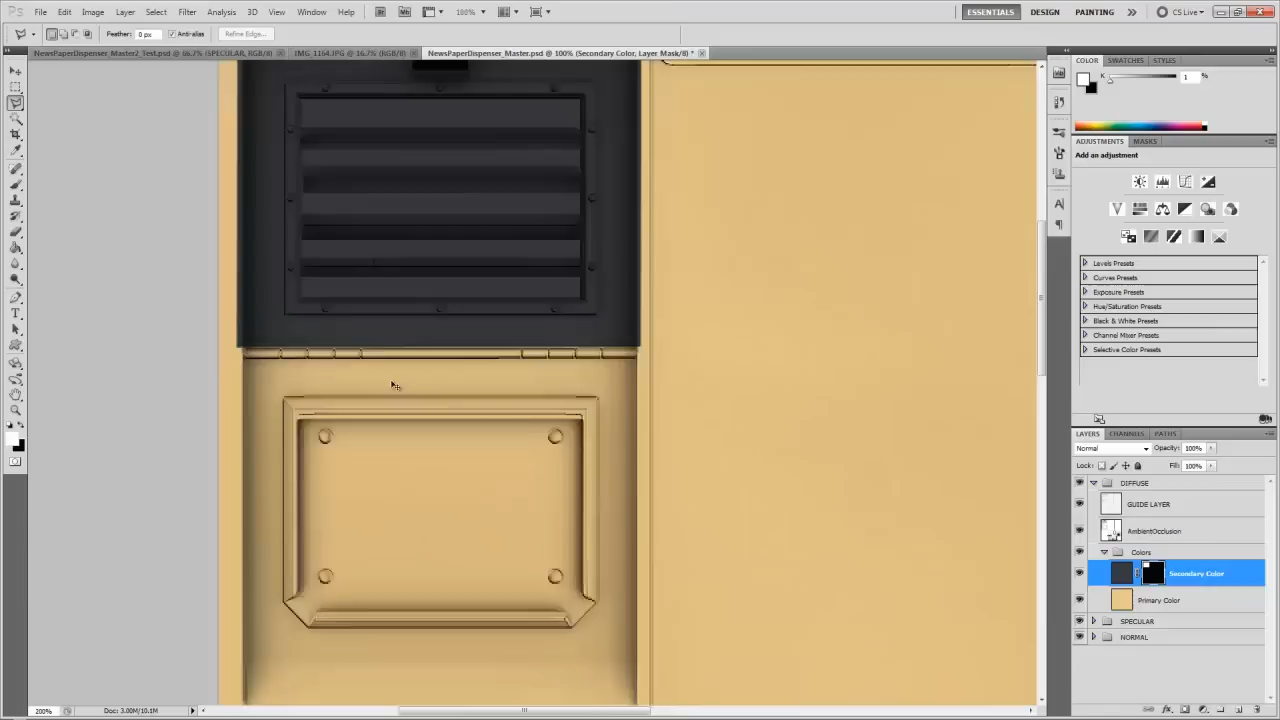 Ps File Edit Image Layer Select Filter Analysis 3D View Window Help Br Mb 100% ESSENTIALS DESIGN PAINTING CS Live
Feather: 0 px Anti-alias Refine Edge...
NewsPaperDispenser_Master2_Test.psd @ 66.7% (SPECULAR, RGB/8) IMG_1164.JPG @ 16.7% (RGB/8) NewsPaperDispenser_Master.psd @ 100% (Secondary Color, Layer Mask/8) *
COLOR SWATCHES STYLES
K 1 %
ADJUSTMENTS MASKS
Add an adjustment
Levels Presets
Curves Presets
Exposure Presets
Hue/Saturation Presets
Black & White Presets
Channel Mixer Presets
Selective Color Presets
LAYERS CHANNELS PATHS
Normal Opacity: 100%
Lock: Fill: 100%
DIFFUSE
GUIDE LAYER
AmbientOcclusion
Colors
Secondary Color
Primary Color
SPECULAR
NORMAL
200% Doc: 3.00M/10.1M